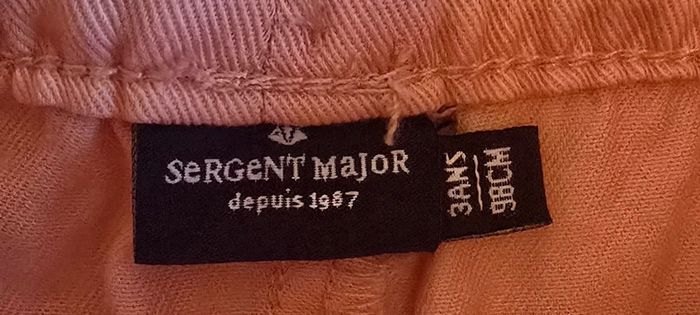 SeRGeNT MaJoR
depuis 1987
3ANS
98CM